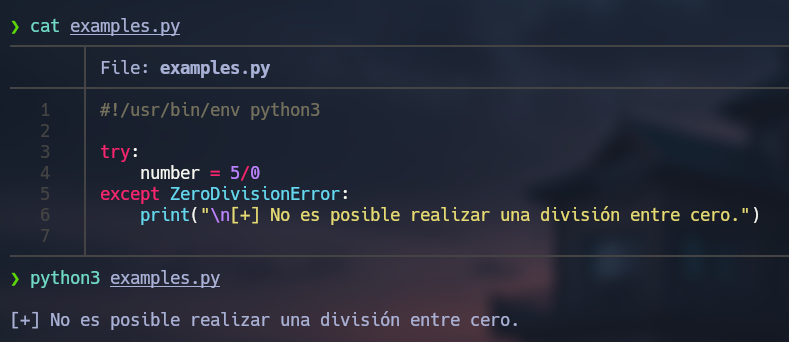 ❯ cat examples.py
File: examples.py
1 #!/usr/bin/env python3
2
3 try:
4     number = 5/0
5 except ZeroDivisionError:
6     print("\n[+] No es posible realizar una división entre cero.")
7
❯ python3 examples.py
[+] No es posible realizar una división entre cero.